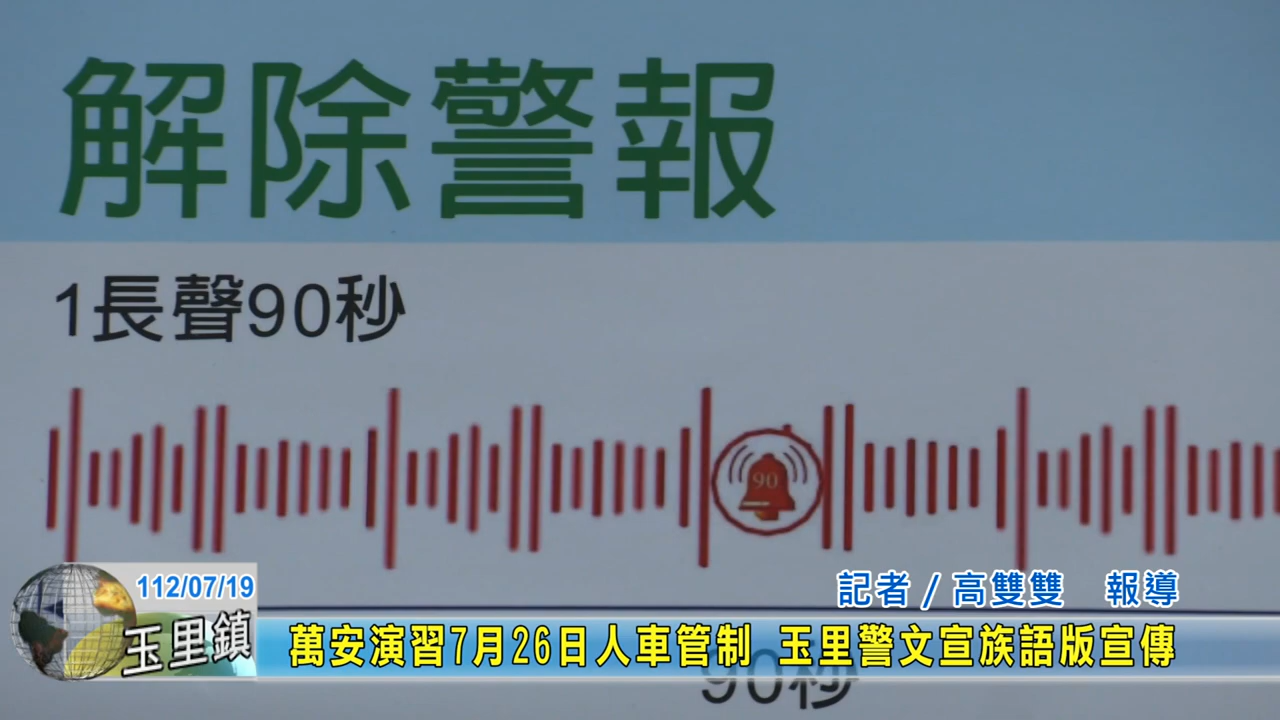 解除警報
1長聲90秒
90
112/07/19
記者/高雙雙 報導
玉里鎮
萬安演習7月26日人車管制 玉里警文宣族語版宣傳
90秒